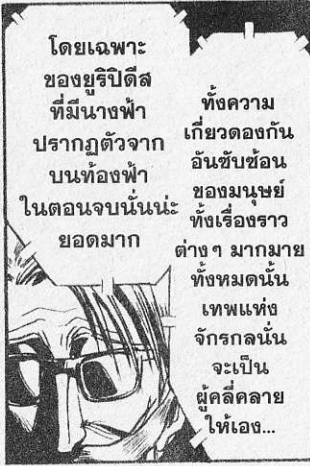 โดยเฉพาะ
ของยูริปิดีส
ที่มีนางฟ้า
ปรากฏตัวจาก
บนท้องฟ้า
ในตอนจบนั่นน่ะ
ยอดมาก
ทั้งความ
เกี่ยวดองกัน
อันซับซ้อน
ของมนุษย์
ทั้งเรื่องราว
ต่างๆ มากมาย
ทั้งหมดนั้น
เทพแห่ง
จักรกลนั่น
จะเป็น
ผู้คลี่คลาย
ให้เอง...